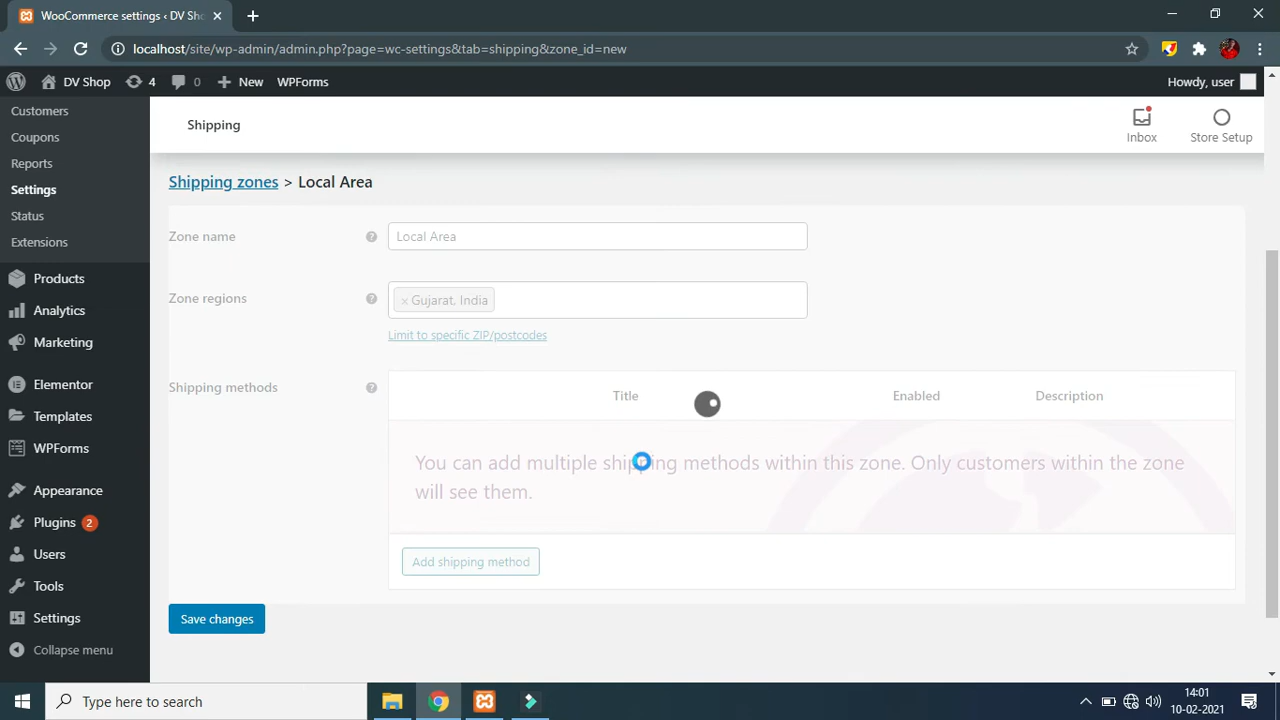 WooCommerce settings ‹ DV Sho
localhost/site/wp-admin/admin.php?page=wc-settings&tab=shipping&zone_id=new
DV Shop 4 0 New WPForms Howdy, user
Customers
Coupons
Reports
Settings
Status
Extensions
Products
Analytics
Marketing
Elementor
Templates
WPForms
Appearance
Plugins 2
Users
Tools
Settings
Collapse menu
Shipping
Inbox
Store Setup
Shipping zones > Local Area
Zone name ? Local Area
Zone regions ? × Gujarat, India
Limit to specific ZIP/postcodes
Shipping methods ? Title Enabled Description
You can add multiple shipping methods within this zone. Only customers within the zone
will see them.
Add shipping method
Save changes
Type here to search
14:01
10-02-2021